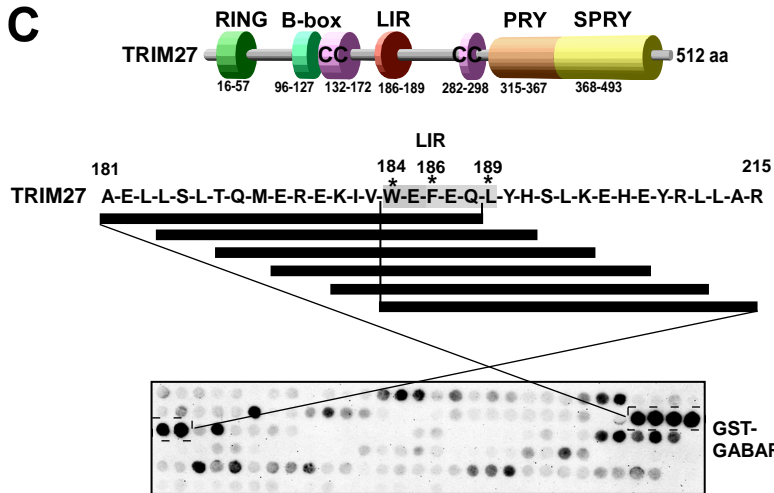 C
RING B-box LIR PRY SPRY
TRIM27 CC CC 512 aa
16-57 96-127 132-172 186-189 282-298 315-367 368-493
LIR
181 184 186 189 215
* * *
TRIM27 A-E-L-L-S-L-T-Q-M-E-R-E-K-I-V-W-E-F-E-Q-L-Y-H-S-L-K-E-H-E-Y-R-L-L-A-R
GST-
GABAR